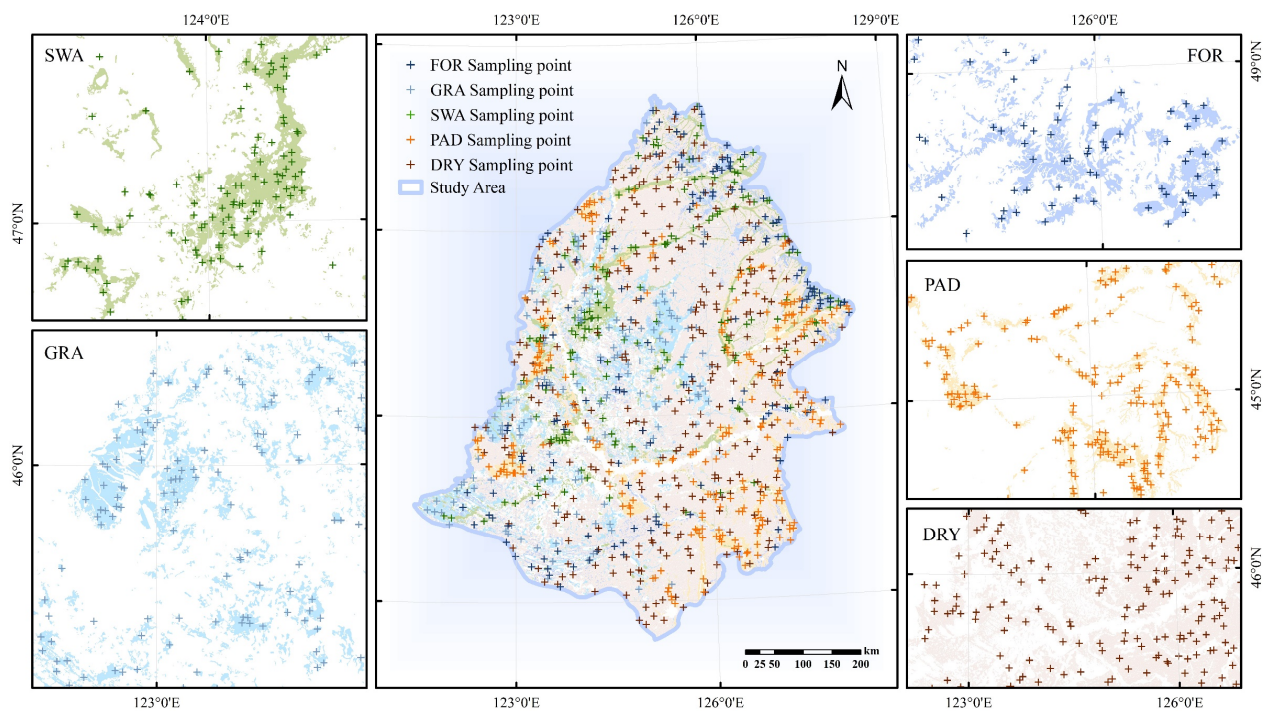 124°0'E
123°0'E
126°0'E
129°0'E
126°0'E
SWA
47°0'N
GRA
46°0'N
123°0'E
FOR Sampling point
GRA Sampling point
SWA Sampling point
PAD Sampling point
DRY Sampling point
Study Area
N
km
0 25 50 100 150 200
123°0'E
126°0'E
FOR
49°0'N
PAD
45°0'N
DRY
46°0'N
123°0'E
126°0'E